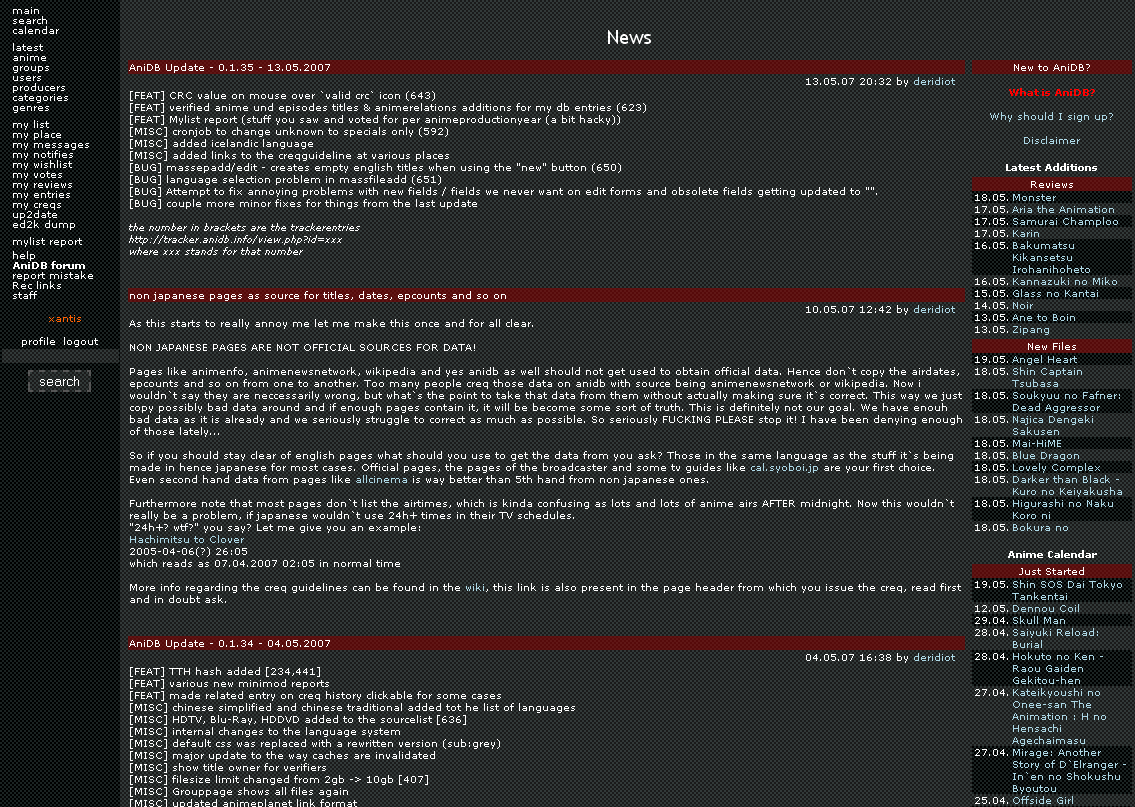 main
search
calendar
latest
anime
groups
users
producers
categories
genres
my list
my place
my messages
my notifies
my wishlist
my votes
my reviews
my entries
my creqs
up2date
ed2k dump
mylist report
help
AniDB forum
report mistake
Rec links
staff
xantis
profile logout
search
News
AniDB Update - 0.1.35 - 13.05.2007
13.05.07 20:32 by deridiot
[FEAT] CRC value on mouse over `valid crc` icon (643)
[FEAT] verified anime und episodes titles & animerelations additions for my db entries (623)
[FEAT] Mylist report (stuff you saw and voted for per animeproductionyear (a bit hacky))
[MISC] cronjob to change unknown to specials only (592)
[MISC] added icelandic language
[MISC] added links to the creqguideline at various places
[BUG] massepadd/edit - creates empty english titles when using the "new" button (650)
[BUG] language selection problem in massfileadd (651)
[BUG] Attempt to fix annoying problems with new fields / fields we never want on edit forms and obsolete fields getting updated to "".
[BUG] couple more minor fixes for things from the last update
the number in brackets are the trackerentries
http://tracker.anidb.info/view.php?id=xxx
where xxx stands for that number
non japanese pages as source for titles, dates, epcounts and so on
10.05.07 12:42 by deridiot
As this starts to really annoy me let me make this once and for all clear.
NON JAPANESE PAGES ARE NOT OFFICIAL SOURCES FOR DATA!
Pages like animenfo, animenewsnetwork, wikipedia and yes anidb as well should not get used to obtain official data. Hence don`t copy the airdates,
epcounts and so on from one to another. Too many people creq those data on anidb with source being animenewsnetwork or wikipedia. Now i
wouldn`t say they are neccessarily wrong, but what`s the point to take that data from them without actually making sure it`s correct. This way we just
copy possibly bad data around and if enough pages contain it, it will be become some sort of truth. This is definitely not our goal. We have enouh
bad data as it is already and we seriously struggle to correct as much as possible. So seriously FUCKING PLEASE stop it! I have been denying enough
of those lately...
So if you should stay clear of english pages what should you use to get the data from you ask? Those in the same language as the stuff it`s being
made in hence japanese for most cases. Official pages, the pages of the broadcaster and some tv guides like cal.syoboi.jp are your first choice.
Even second hand data from pages like allcinema is way better than 5th hand from non japanese ones.
Furthermore note that most pages don`t list the airtimes, which is kinda confusing as lots and lots of anime airs AFTER midnight. Now this wouldn`t
really be a problem, if japanese wouldn`t use 24h+ times in their TV schedules.
"24h+? wtf?" you say? Let me give you an example:
Hachimitsu to Clover
2005-04-06(?) 26:05
which reads as 07.04.2007 02:05 in normal time
More info regarding the creq guidelines can be found in the wiki, this link is also present in the page header from which you issue the creq, read first
and in doubt ask.
AniDB Update - 0.1.34 - 04.05.2007
04.05.07 16:38 by deridiot
[FEAT] TTH hash added [234,441]
[FEAT] various new minimod reports
[FEAT] made related entry on creq history clickable for some cases
[MISC] chinese simplified and chinese traditional added tot he list of languages
[MISC] HDTV, Blu-Ray, HDDVD added to the sourcelist [636]
[MISC] internal changes to the language system
[MISC] default css was replaced with a rewritten version (sub:grey)
[MISC] major update to the way caches are invalidated
[MISC] show title owner for verifiers
[MISC] filesize limit changed from 2gb -> 10gb [407]
[MISC] Grouppage shows all files again
[MISC] updated animeplanet link format
New to AniDB?
What is AniDB?
Why should I sign up?
Disclaimer
Latest Additions
Reviews
18.05. Monster
17.05. Aria the Animation
17.05. Samurai Champloo
17.05. Karin
16.05. Bakumatsu
Kikansetsu
Irohanihoheto
16.05. Kannazuki no Miko
15.05. Glass no Kantai
14.05. Noir
13.05. Ane to Boin
13.05. Zipang
New Files
19.05. Angel Heart
18.05. Shin Captain
Tsubasa
18.05. Soukyuu no Fafner:
Dead Aggressor
18.05. Najica Dengeki
Sakusen
18.05. Mai-HiME
18.05. Blue Dragon
18.05. Lovely Complex
18.05. Darker than Black -
Kuro no Keiyakusha
18.05. Higurashi no Naku
Koro ni
18.05. Bokura no
Anime Calendar
Just Started
19.05. Shin SOS Dai Tokyo
Tankentai
12.05. Dennou Coil
29.04. Skull Man
28.04. Saiyuki Reload:
Burial
28.04. Hokuto no Ken -
Raou Gaiden
Gekitou-hen
27.04. Kateikyoushi no
Onee-san The
Animation : H no
Hensachi
Agechaimasu
27.04. Mirage: Another
Story of D`Elranger -
In`en no Shokushu
Byoutou
25.04. Offside Girl